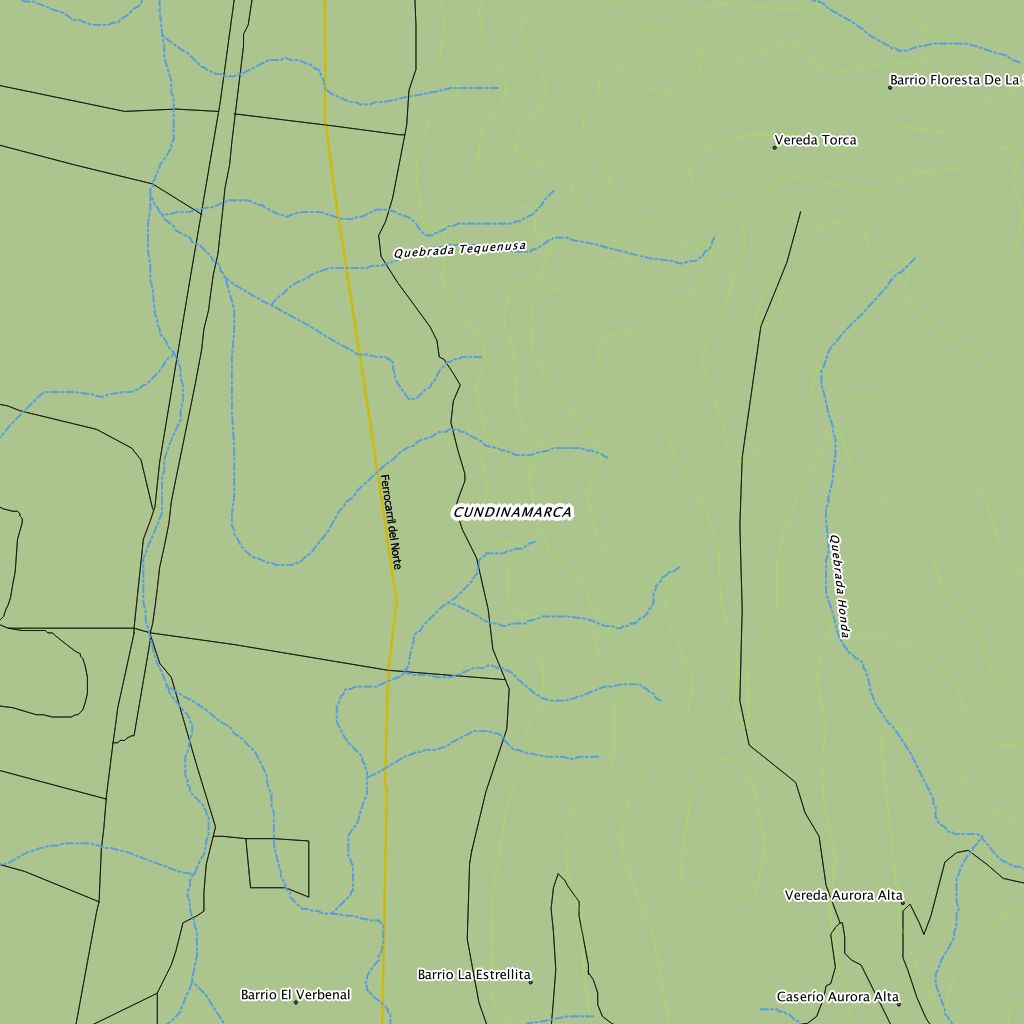 Barrio Floresta De La
Vereda Torca
Quebrada Tequenusa
Ferrocarril del Norte
CUNDINAMARCA
Quebrada Honda
Vereda Aurora Alta
Barrio La Estrellita
Barrio El Verbenal
Caserío Aurora Alta